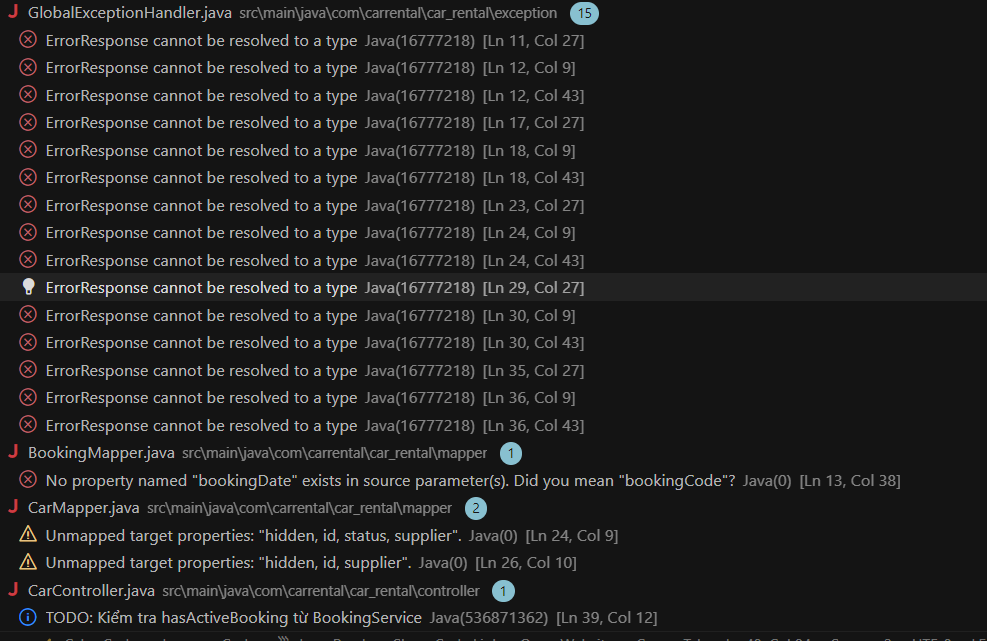 GlobalExceptionHandler.java src\main\java\com\carrental\car_rental\exception 15
ErrorResponse cannot be resolved to a type Java(16777218) [Ln 11, Col 27]
ErrorResponse cannot be resolved to a type Java(16777218) [Ln 12, Col 9]
ErrorResponse cannot be resolved to a type Java(16777218) [Ln 12, Col 43]
ErrorResponse cannot be resolved to a type Java(16777218) [Ln 17, Col 27]
ErrorResponse cannot be resolved to a type Java(16777218) [Ln 18, Col 9]
ErrorResponse cannot be resolved to a type Java(16777218) [Ln 18, Col 43]
ErrorResponse cannot be resolved to a type Java(16777218) [Ln 23, Col 27]
ErrorResponse cannot be resolved to a type Java(16777218) [Ln 24, Col 9]
ErrorResponse cannot be resolved to a type Java(16777218) [Ln 24, Col 43]
ErrorResponse cannot be resolved to a type Java(16777218) [Ln 29, Col 27]
ErrorResponse cannot be resolved to a type Java(16777218) [Ln 30, Col 9]
ErrorResponse cannot be resolved to a type Java(16777218) [Ln 30, Col 43]
ErrorResponse cannot be resolved to a type Java(16777218) [Ln 35, Col 27]
ErrorResponse cannot be resolved to a type Java(16777218) [Ln 36, Col 9]
ErrorResponse cannot be resolved to a type Java(16777218) [Ln 36, Col 43]
BookingMapper.java src\main\java\com\carrental\car_rental\mapper 1
No property named "bookingDate" exists in source parameter(s). Did you mean "bookingCode"? Java(0) [Ln 13, Col 38]
CarMapper.java src\main\java\com\carrental\car_rental\mapper 2
Unmapped target properties: "hidden, id, status, supplier". Java(0) [Ln 24, Col 9]
Unmapped target properties: "hidden, id, supplier". Java(0) [Ln 26, Col 10]
CarController.java src\main\java\com\carrental\car_rental\controller 1
TODO: Kiểm tra hasActiveBooking từ BookingService Java(536871362) [Ln 39, Col 12]